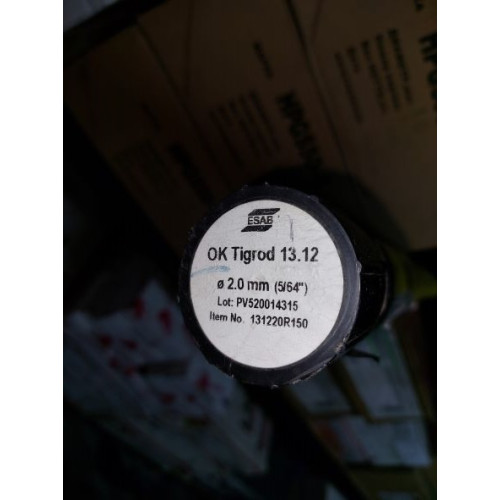 ESAB
OK Tigrod 13.12
ø 2.0 mm (5/64")
Lot: PV520014315
Item No. 131220R150